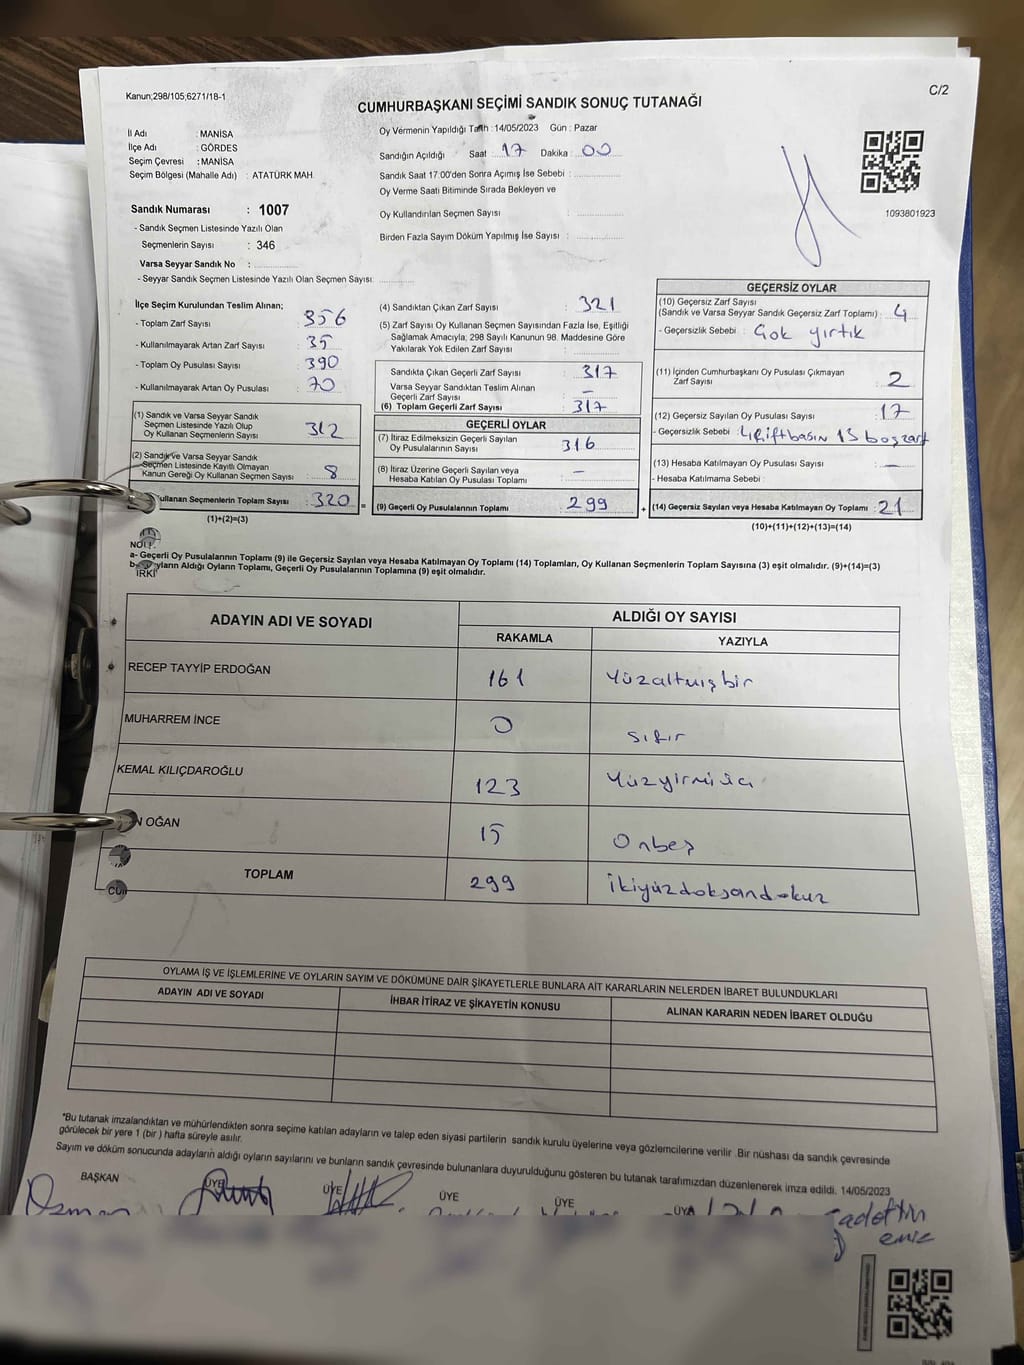 Kanun;298/105;6271/18-1
C/2
CUMHURBAŞKANI SEÇİMİ SANDIK SONUÇ TUTANAĞI
İl Adı : MANİSA
İlçe Adı : GÖRDES
Seçim Çevresi : MANİSA
Seçim Bölgesi (Mahalle Adı) : ATATÜRK MAH.
Sandık Numarası : 1007
- Sandık Seçmen Listesinde Yazılı Olan
Seçmenlerin Sayısı : 346
Varsa Seyyar Sandık No :
- Seyyar Sandık Seçmen Listesinde Yazılı Olan Seçmen Sayısı:
Oy Vermenin Yapıldığı Tarih :14/05/2023 Gün : Pazar
Sandığın Açıldığı Saat : 17 Dakika : 00
Sandık Saat 17.00'den Sonra Açımış İse Sebebi :
Oy Verme Saati Bitiminde Sırada Bekleyen ve
Oy Kullandırılan Seçmen Sayısı :
Birden Fazla Sayım Döküm Yapılmış İse Sayısı :
1093801923
İlçe Seçim Kurulundan Teslim Alınan;
- Toplam Zarf Sayısı : 356
- Kullanılmayarak Artan Zarf Sayısı : 35
- Toplam Oy Pusulası Sayısı : 390
- Kullanılmayarak Artan Oy Pusulası : 70
(1) Sandık ve Varsa Seyyar Sandık
Seçmen Listesinde Yazılı Olup
Oy Kullanan Seçmenlerin Sayısı : 312
(2) Sandık ve Varsa Seyyar Sandık
Seçmen Listesinde Kayıtlı Olmayan
Kanun Gereği Oy Kullanan Seçmen Sayısı : 8
Kullanan Seçmenlerin Toplam Sayısı : 320 =
(1)+(2)=(3)
(4) Sandıktan Çıkan Zarf Sayısı : 321
(5) Zarf Sayısı Oy Kullanan Seçmen Sayısından Fazla İse, Eşitliği
Sağlamak Amacıyla; 298 Sayılı Kanunun 98. Maddesine Göre
Yakılarak Yok Edilen Zarf Sayısı :
Sandıkta Çıkan Geçerli Zarf Sayısı : 317
Varsa Seyyar Sandıktan Teslim Alınan
Geçerli Zarf Sayısı : -
(6) Toplam Geçerli Zarf Sayısı : 317
GEÇERLİ OYLAR
(7) İtiraz Edilmeksizin Geçerli Sayılan
Oy Pusulalarının Sayısı : 316
(8) İtiraz Üzerine Geçerli Sayılan veya
Hesaba Katılan Oy Pusulası Toplamı : -
(9) Geçerli Oy Pusulalarının Toplamı : 299 +
GEÇERSİZ OYLAR
(10) Geçersiz Zarf Sayısı
(Sandık ve Varsa Seyyar Sandık Geçersiz Zarf Toplamı) : 4
- Geçersizlik Sebebi : Çok yırtık
(11) İçinden Cumhurbaşkanı Oy Pusulası Çıkmayan
Zarf Sayısı : 2
(12) Geçersiz Sayılan Oy Pusulası Sayısı : 17
- Geçersizlik Sebebi : 4 çift basın 13 boş zarf
(13) Hesaba Katılmayan Oy Pusulası Sayısı : -
- Hesaba Katılmama Sebebi :
(14) Geçersiz Sayılan veya Hesaba Katılmayan Oy Toplamı : 21
(10)+(11)+(12)+(13)=(14)
NOT:
a- Geçerli Oy Pusulalarının Toplamı (9) ile Geçersiz Sayılan veya Hesaba Katılmayan Oy Toplamı (14) Toplamları, Oy Kullanan Seçmenlerin Toplam Sayısına (3) eşit olmalıdır. (9)+(14)=(3)
b- yların Aldığı Oyların Toplamı, Geçerli Oy Pusulalarının Toplamına (9) eşit olmalıdır.
ADAYIN ADI VE SOYADI
ALDIĞI OY SAYISI
RAKAMLA YAZIYLA
RECEP TAYYİP ERDOĞAN 161 Yüzaltmışbir
MUHARREM İNCE 0 sıfır
KEMAL KILIÇDAROĞLU 123 Yüzyirmiüç
N OĞAN 15 Onbeş
TOPLAM 299 İkiyüzdoksandokuz
OYLAMA İŞ VE İŞLEMLERİNE VE OYLARIN SAYIM VE DÖKÜMÜNE DAİR ŞİKAYETLERLE BUNLARA AİT KARARLARIN NELERDEN İBARET BULUNDUKLARI
ADAYIN ADI VE SOYADI İHBAR İTİRAZ VE ŞİKAYETİN KONUSU ALINAN KARARIN NEDEN İBARET OLDUĞU
*Bu tutanak imzalandıktan ve mühürlendikten sonra seçime katılan adayların ve talep eden siyasi partilerin sandık kurulu üyelerine veya gözlemcilerine verilir .Bir nüshası da sandık çevresinde
görülecek bir yere 1 (bir ) hafta süreyle asılır.
Sayım ve döküm sonucunda adayların aldığı oyların sayılarını ve bunların sandık çevresinde bulunanlara duyurulduğunu gösteren bu tutanak tarafımızdan düzenlenerek imza edildi. 14/05/2023
BAŞKAN ÜYE ÜYE ÜYE ÜYE ÜYA
Osman